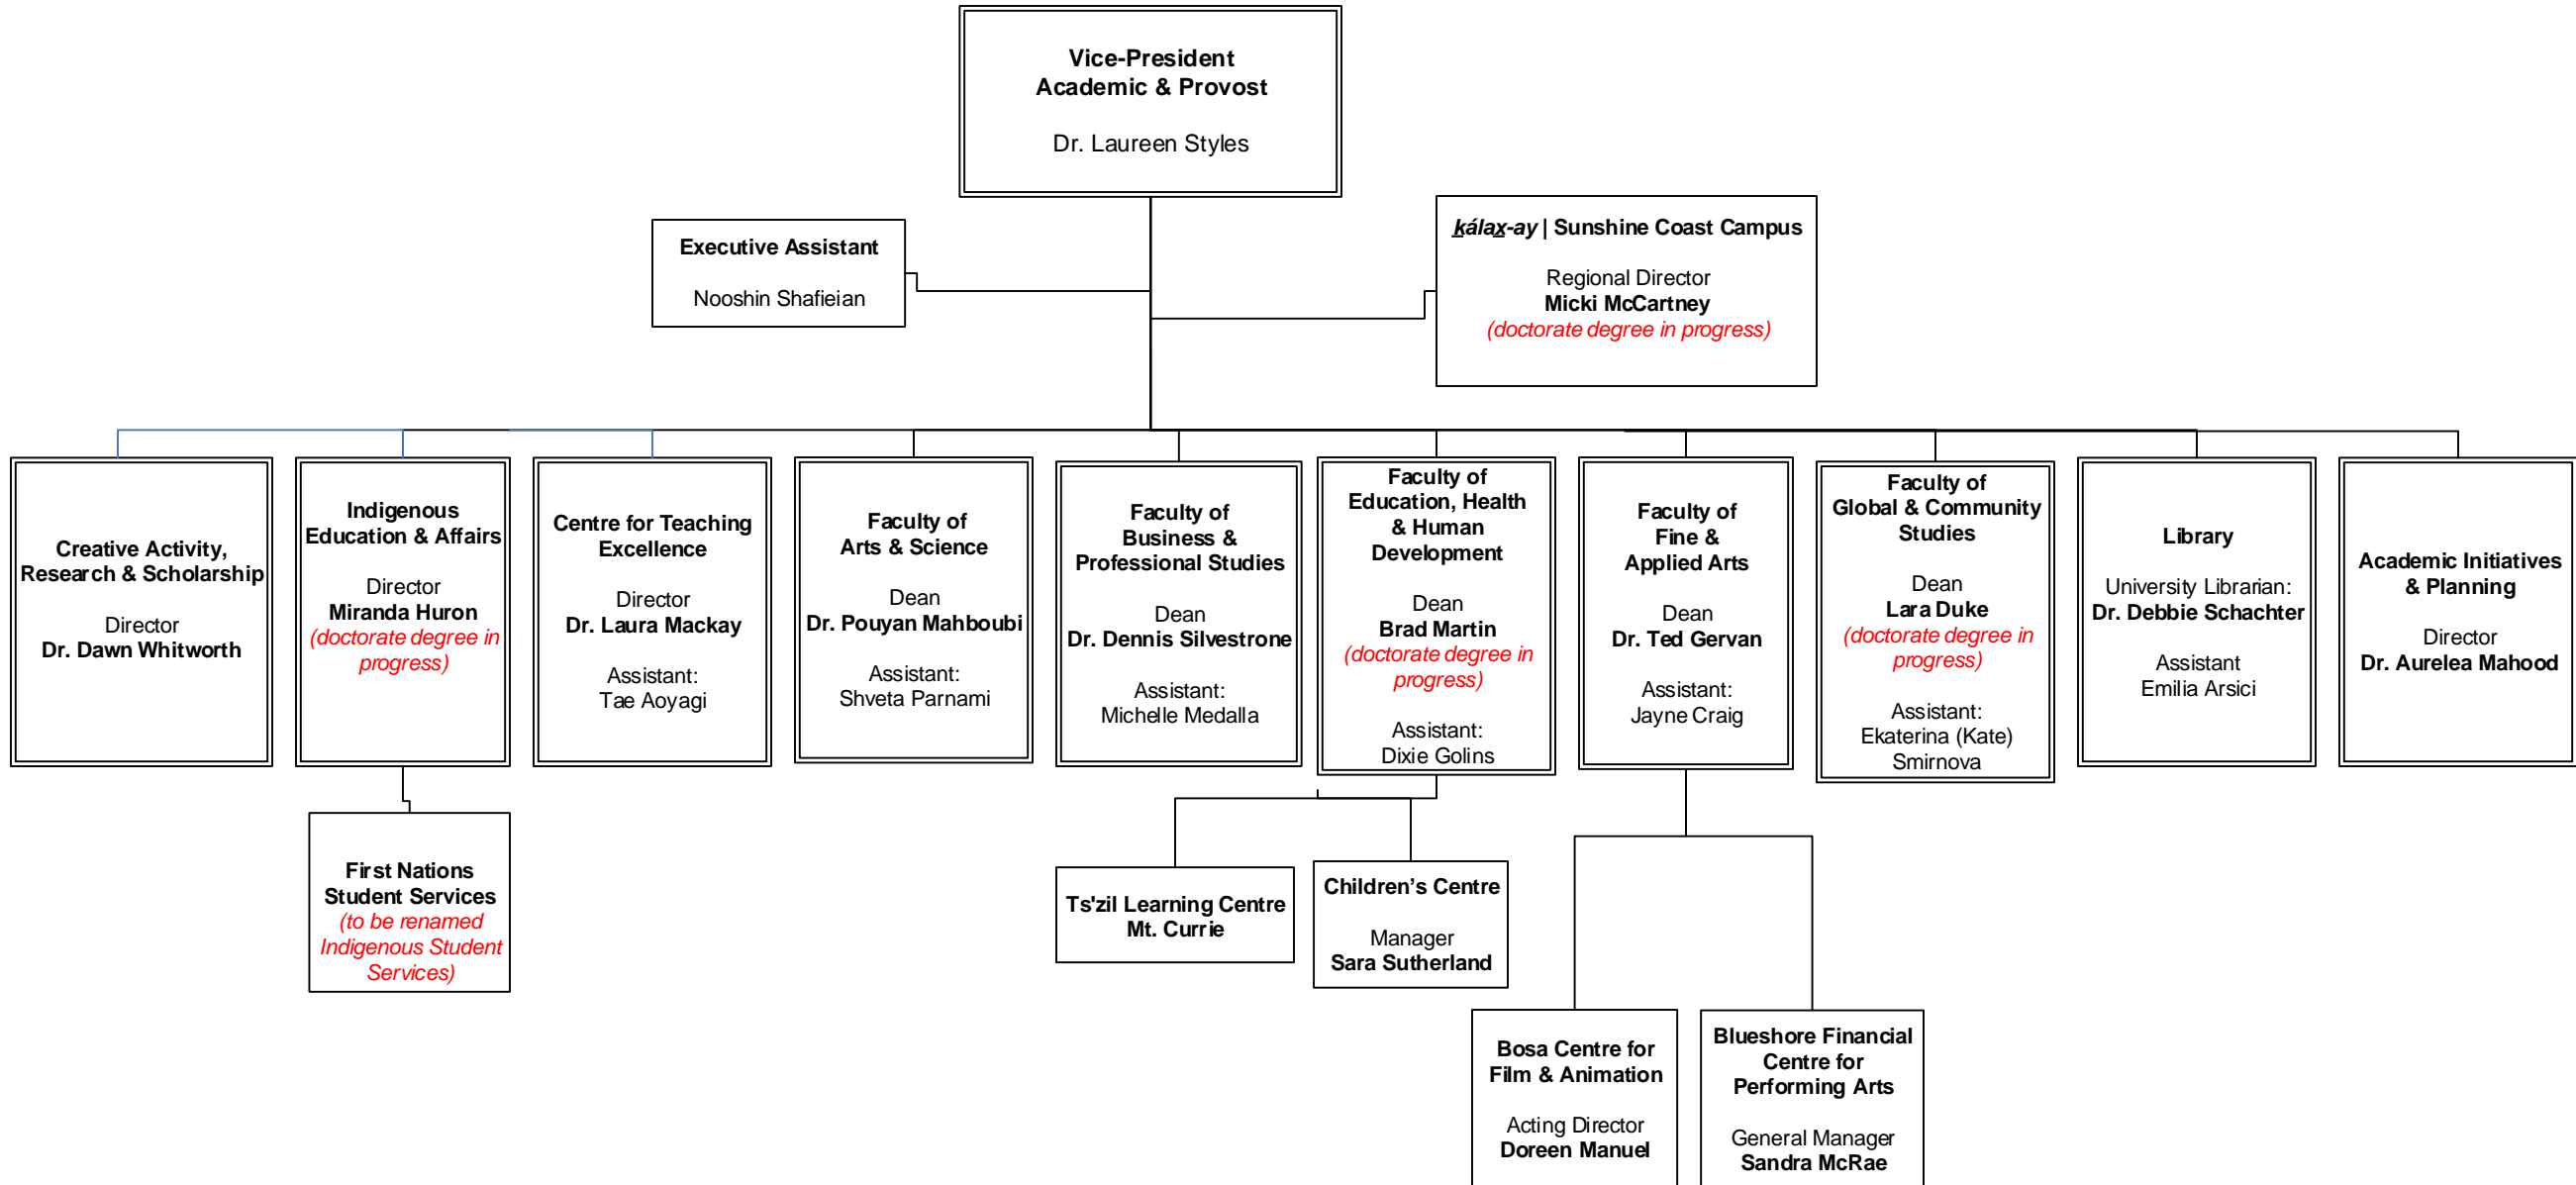 Vice-President
Academic & Provost
Dr. Laureen Styles
Executive Assistant
Nooshin Shafieian
ḵálax̱-ay | Sunshine Coast Campus
Regional Director
Micki McCartney
(doctorate degree in progress)
Creative Activity,
Research & Scholarship
Director
Dr. Dawn Whitworth
Indigenous
Education & Affairs
Director
Miranda Huron
(doctorate degree in
progress)
Centre for Teaching
Excellence
Director
Dr. Laura Mackay
Assistant:
Tae Aoyagi
Faculty of
Arts & Science
Dean
Dr. Pouyan Mahboubi
Assistant:
Shveta Parnami
Faculty of
Business &
Professional Studies
Dean
Dr. Dennis Silvestrone
Assistant:
Michelle Medalla
Faculty of
Education, Health
& Human
Development
Dean
Brad Martin
(doctorate degree in
progress)
Assistant:
Dixie Golins
Faculty of
Fine &
Applied Arts
Dean
Dr. Ted Gervan
Assistant:
Jayne Craig
Faculty of
Global & Community
Studies
Dean
Lara Duke
(doctorate degree in
progress)
Assistant:
Ekaterina (Kate)
Smirnova
Library
University Librarian:
Dr. Debbie Schachter
Assistant
Emilia Arsici
Academic Initiatives
& Planning
Director
Dr. Aurelea Mahood
First Nations
Student Services
(to be renamed
Indigenous Student
Services)
Ts'zil Learning Centre
Mt. Currie
Children’s Centre
Manager
Sara Sutherland
Bosa Centre for
Film & Animation
Acting Director
Doreen Manuel
Blueshore Financial
Centre for
Performing Arts
General Manager
Sandra McRae